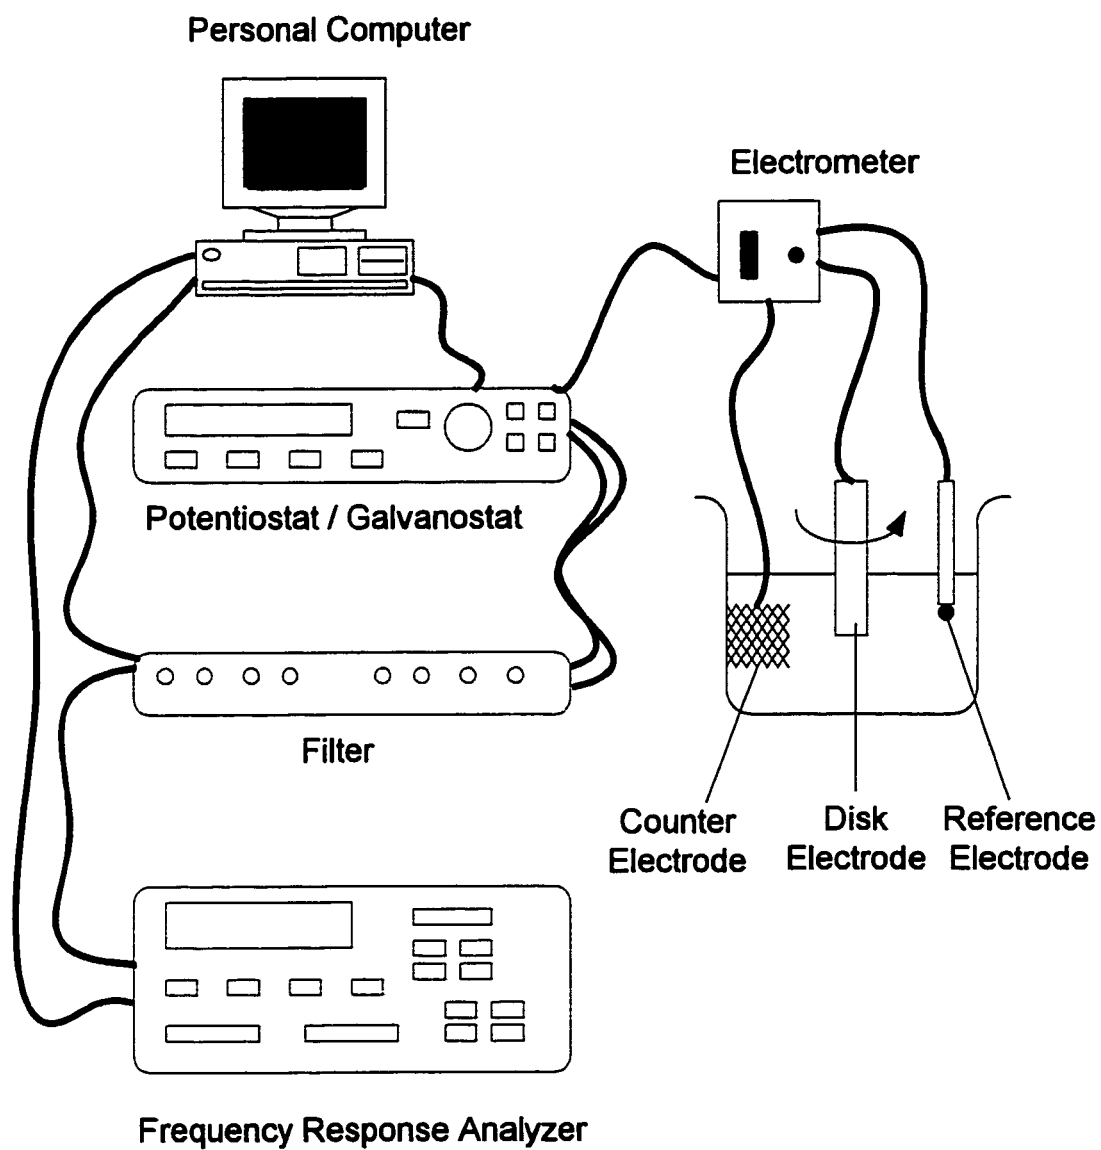 Personal Computer
Electrometer
Potentiostat / Galvanostat
Filter
Counter
Electrode
Disk
Electrode
Reference
Electrode
Frequency Response Analyzer